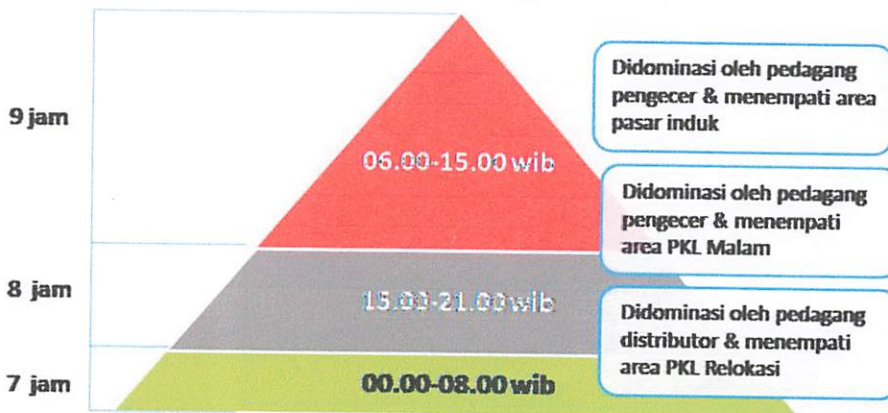 9 jam
06.00-15.00 wib
Didominasi oleh pedagang
pengecer & menempati area
pasar induk
8 jam
15.00-21.00 wib
Didominasi oleh pedagang
pengecer & menempati
area PKL Malam
7 jam
00.00-08.00 wib
Didominasi oleh pedagang
distributor & menempati
area PKL Relokasi